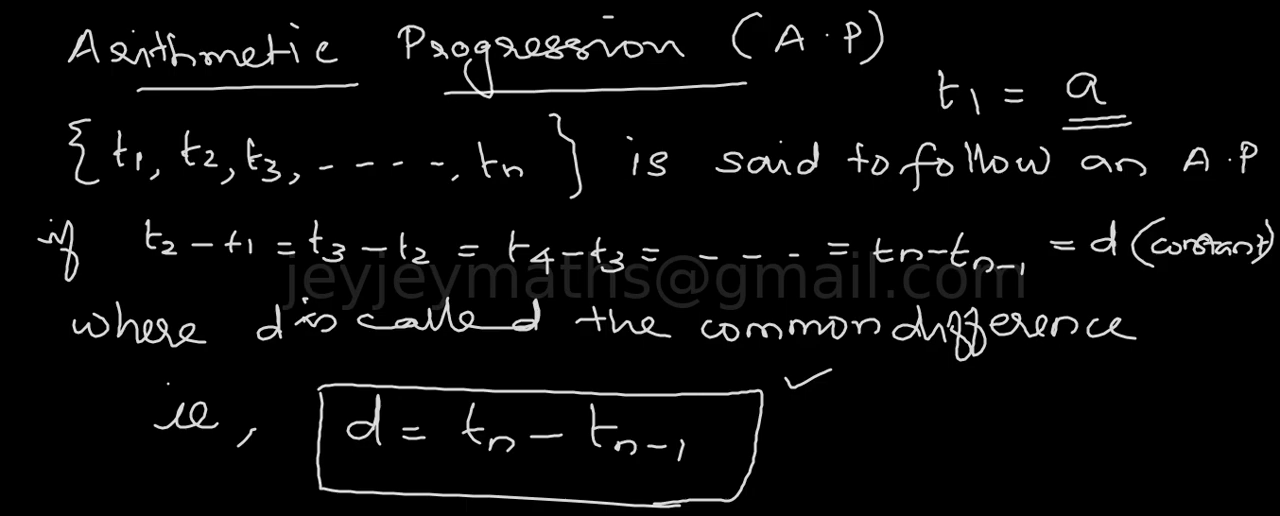 Arithmetic Progression (A.P)
t₁ = a
{t₁, t₂, t₃, - - - - -, tₙ} is said to follow an A.P
if t₂ - t₁ = t₃ - t₂ = t₄ - t₃ = - - - = tₙ - tₙ₋₁ = d (constant)
jeyjeymaths@gmail.com
where d is called the common difference
ie, d = tₙ - tₙ₋₁ ✓